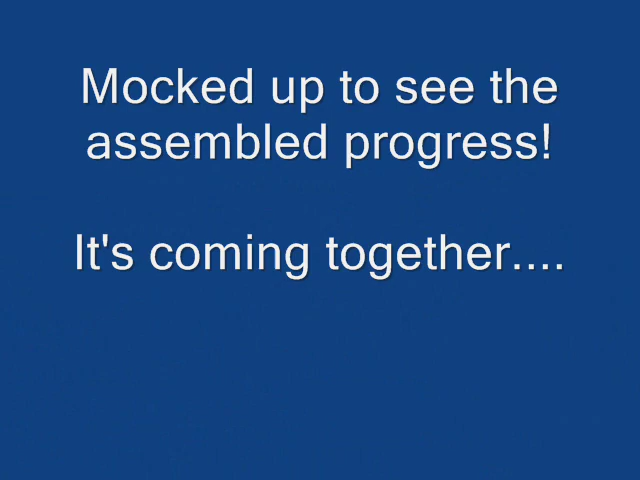 Mocked up to see the
assembled progress!
It's coming together....